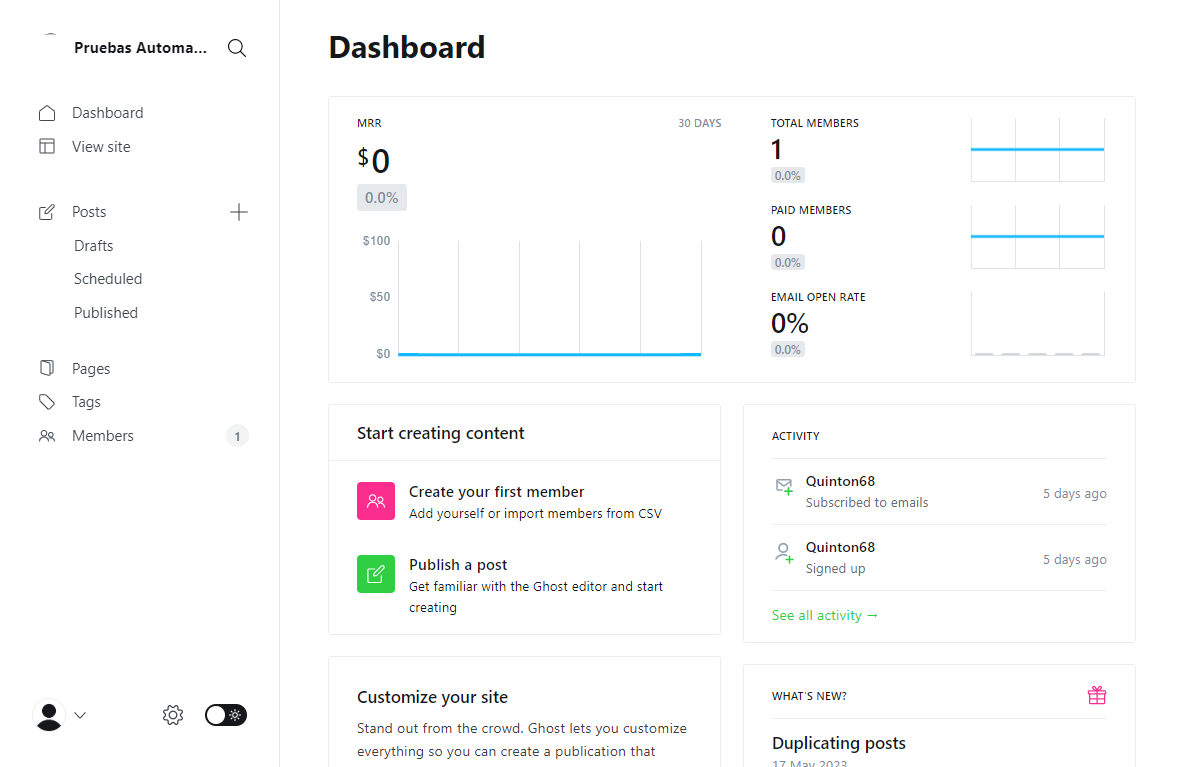 Pruebas Automa...
Dashboard
View site
Posts
Drafts
Scheduled
Published
Pages
Tags
Members 1
Dashboard
MRR 30 DAYS
$0
0.0%
$100
$50
$0
TOTAL MEMBERS
1
0.0%
PAID MEMBERS
0
0.0%
EMAIL OPEN RATE
0%
0.0%
Start creating content
Create your first member
Add yourself or import members from CSV
Publish a post
Get familiar with the Ghost editor and start
creating
ACTIVITY
Quinton68
Subscribed to emails
5 days ago
Quinton68
Signed up
5 days ago
See all activity →
Customize your site
Stand out from the crowd. Ghost lets you customize
everything so you can create a publication that
WHAT'S NEW?
Duplicating posts
17 May 2023